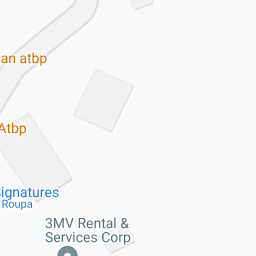 an atbp
Atbp
Signatures
Roupa
3MV Rental &
Services Corp